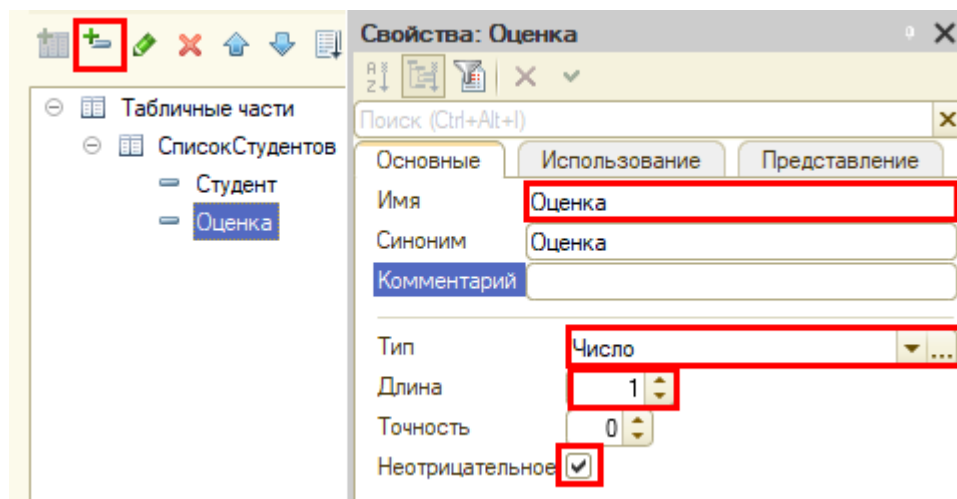 Свойства: Оценка
Поиск (Ctrl+Alt+I)
Табличные части
СписокСтудентов
Студент
Оценка
Основные
Использование
Представление
Имя
Оценка
Синоним
Оценка
Комментарий
Тип
Число
...
Длина
1
Точность
0
Неотрицательное